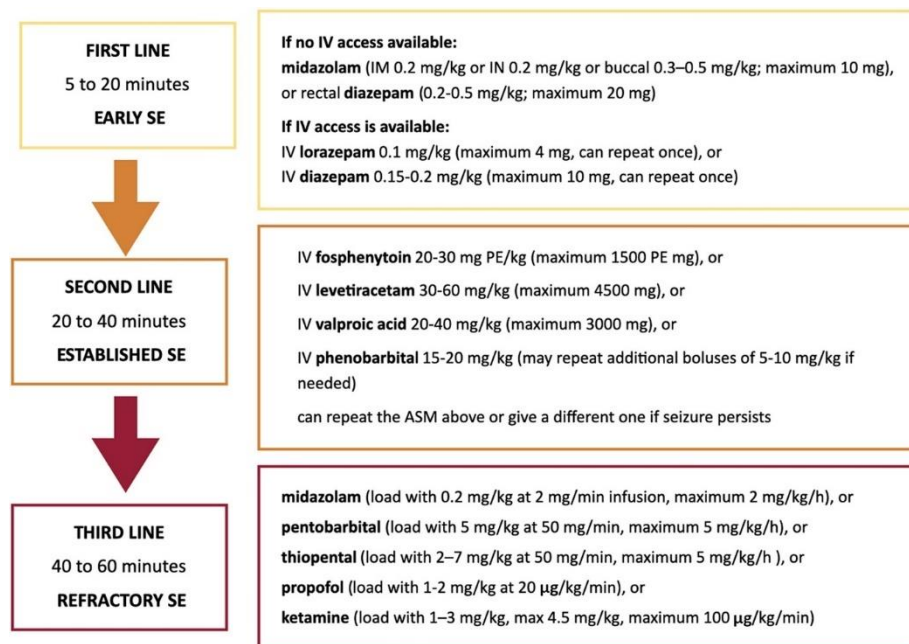 FIRST LINE
5 to 20 minutes
EARLY SE
If no IV access available:
midazolam (IM 0.2 mg/kg or IN 0.2 mg/kg or buccal 0.3–0.5 mg/kg; maximum 10 mg),
or rectal diazepam (0.2-0.5 mg/kg; maximum 20 mg)
If IV access is available:
IV lorazepam 0.1 mg/kg (maximum 4 mg, can repeat once), or
IV diazepam 0.15-0.2 mg/kg (maximum 10 mg, can repeat once)
SECOND LINE
20 to 40 minutes
ESTABLISHED SE
IV fosphenytoin 20-30 mg PE/kg (maximum 1500 PE mg), or
IV levetiracetam 30-60 mg/kg (maximum 4500 mg), or
IV valproic acid 20-40 mg/kg (maximum 3000 mg), or
IV phenobarbital 15-20 mg/kg (may repeat additional boluses of 5-10 mg/kg if
needed)
can repeat the ASM above or give a different one if seizure persists
THIRD LINE
40 to 60 minutes
REFRACTORY SE
midazolam (load with 0.2 mg/kg at 2 mg/min infusion, maximum 2 mg/kg/h), or
pentobarbital (load with 5 mg/kg at 50 mg/min, maximum 5 mg/kg/h), or
thiopental (load with 2–7 mg/kg at 50 mg/min, maximum 5 mg/kg/h ), or
propofol (load with 1-2 mg/kg at 20 µg/kg/min), or
ketamine (load with 1–3 mg/kg, max 4.5 mg/kg, maximum 100 µg/kg/min)